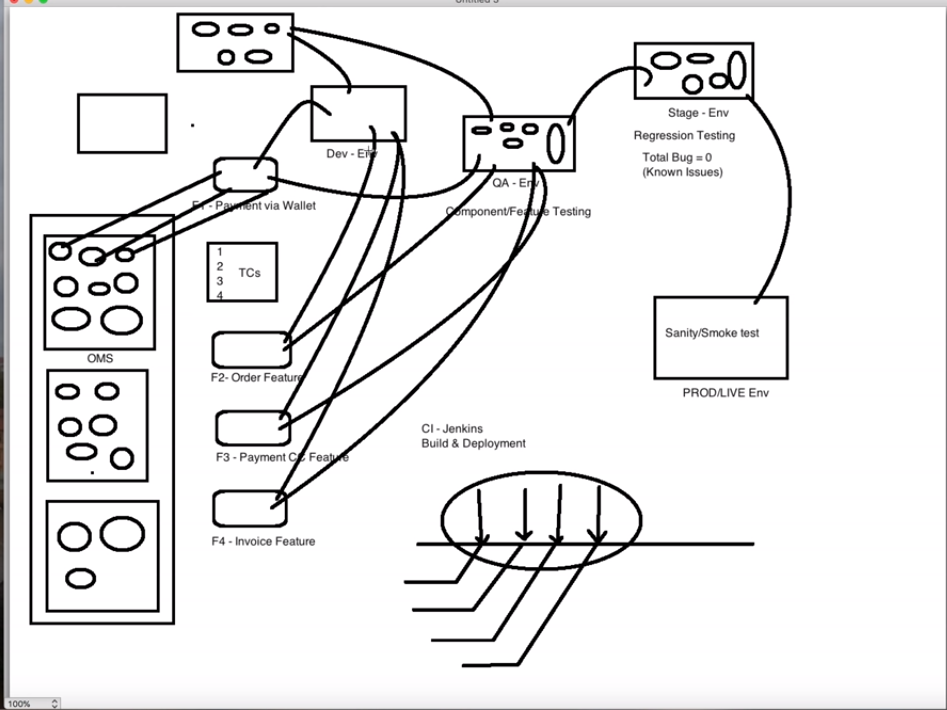 Untitled 3
Stage - Env
Regression Testing
Total Bug = 0
(Known Issues)
Dev - Env
QA - Env
Component/Feature Testing
F1 - Payment via Wallet
1
2
3
4
TCs
OMS
F2- Order Feature
F3 - Payment CC Feature
F4 - Invoice Feature
CI - Jenkins
Build & Deployment
Sanity/Smoke test
PROD/LIVE Env
100%